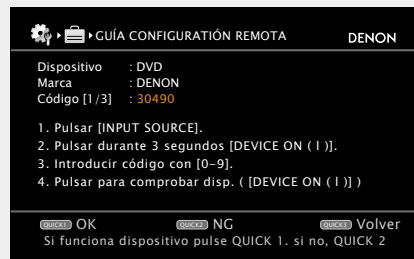 GUÍA CONFIGURATIÓN REMOTA DENON
Dispositivo : DVD
Marca : DENON
Código [1/3] : 30490
1. Pulsar [INPUT SOURCE].
2. Pulsar durante 3 segundos [DEVICE ON ( I )].
3. Introducir código con [0–9].
4. Pulsar para comprobar disp. ( [DEVICE ON ( I )] )
QUICK1 OK QUICK2 NG QUICK3 Volver
Si funciona dispositivo pulse QUICK 1. si no, QUICK 2